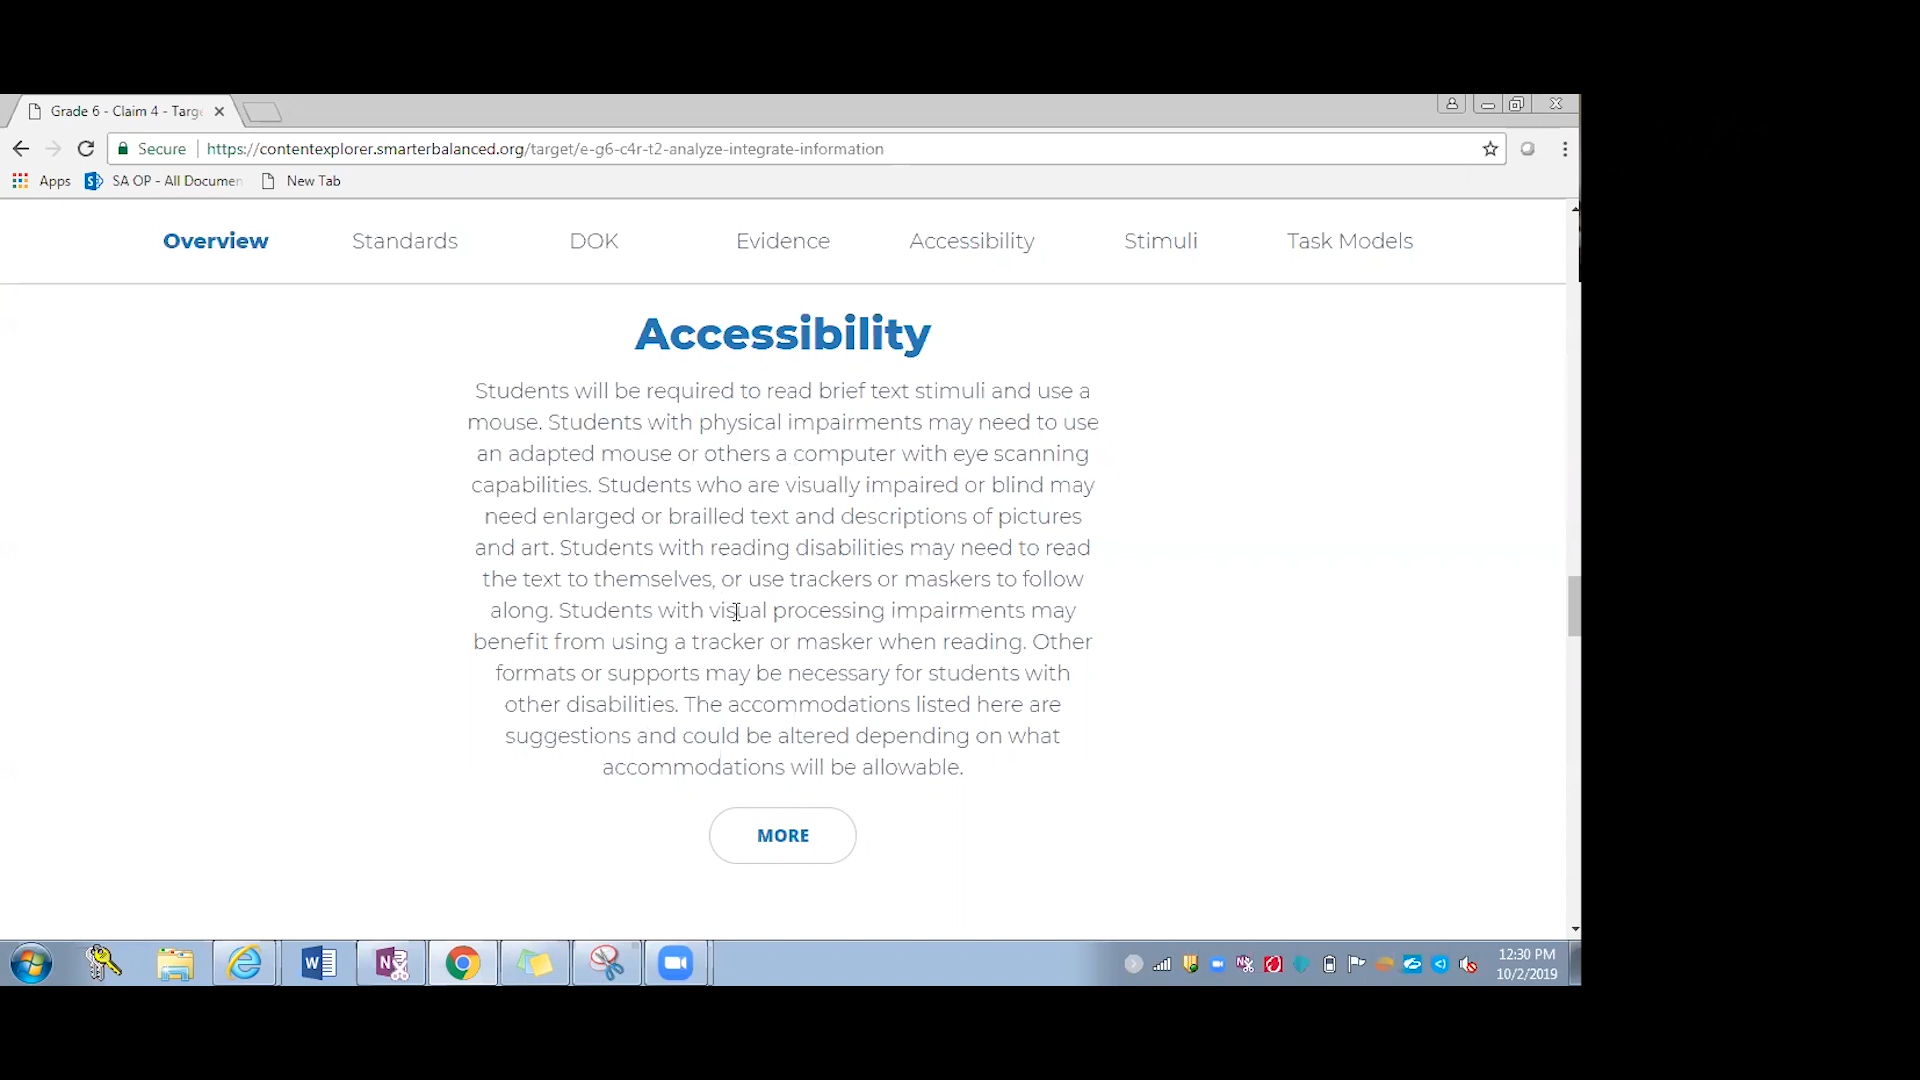 Grade 6 - Claim 4 - Targ
Secure
https://contentexplorer.smarterbalanced.org/target/e-g6-c4r-t2-analyze-integrate-information
Apps
SA OP - All Documen
New Tab
Overview
Standards
DOK
Evidence
Accessibility
Stimuli
Task Models
Accessibility
Students will be required to read brief text stimuli and use a
mouse. Students with physical impairments may need to use
an adapted mouse or others a computer with eye scanning
capabilities. Students who are visually impaired or blind may
need enlarged or brailled text and descriptions of pictures
and art. Students with reading disabilities may need to read
the text to themselves, or use trackers or maskers to follow
along. Students with visual processing impairments may
benefit from using a tracker or masker when reading. Other
formats or supports may be necessary for students with
other disabilities. The accommodations listed here are
suggestions and could be altered depending on what
accommodations will be allowable.
MORE
12:30 PM
10/2/2019